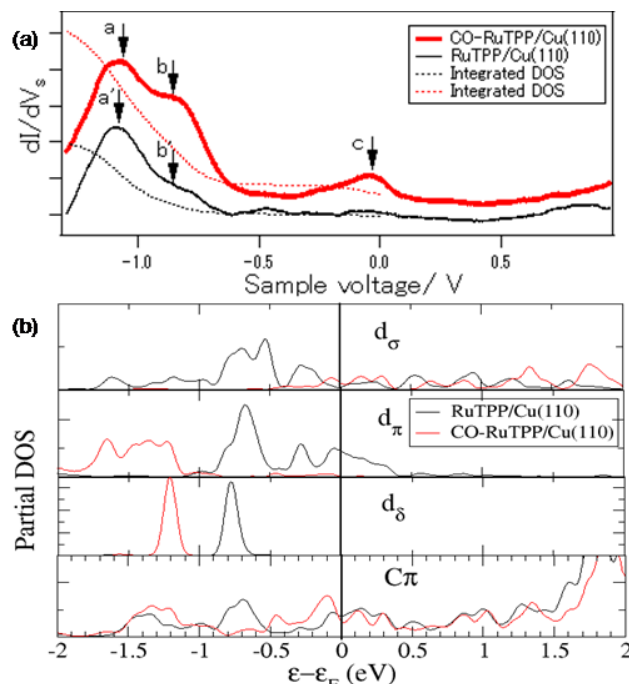 (a)
dI/dVs
a
b
a'
b'
c
CO-RuTPP/Cu(110)
RuTPP/Cu(110)
Integrated DOS
Integrated DOS
-1.0
-0.5
0.0
0.5
Sample voltage/ V
(b)
Partial DOS
dσ
dπ
RuTPP/Cu(110)
CO-RuTPP/Cu(110)
dδ
Cπ
-2
-1.5
-1
-0.5
0
0.5
1
1.5
2
ε−εF (eV)